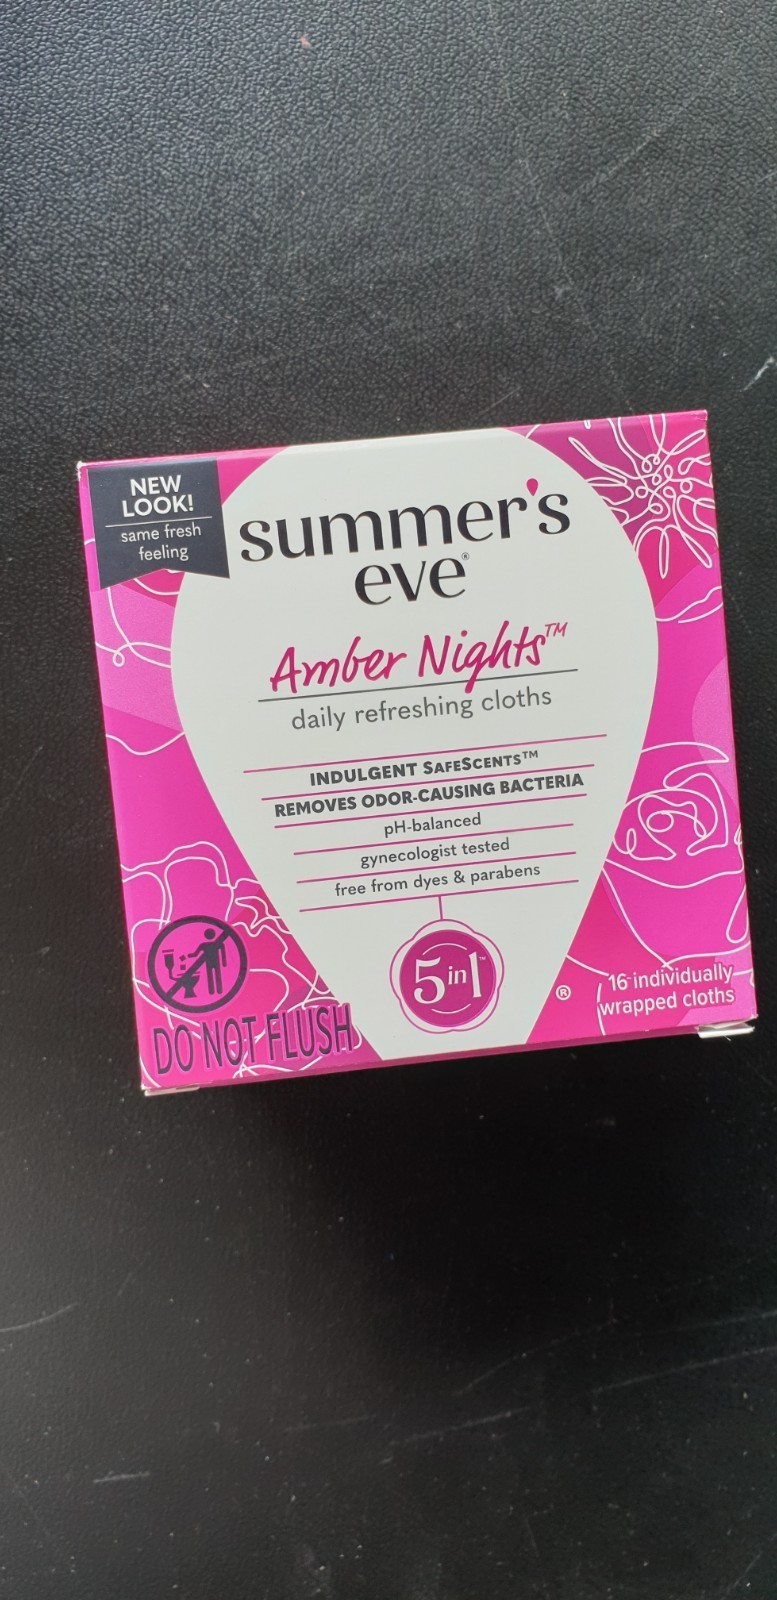 NEW
LOOK!
same fresh
feeling
summer's
eve®
Amber Nights™
daily refreshing cloths
INDULGENT SAFESCENTS™
REMOVES ODOR-CAUSING BACTERIA
pH-balanced
gynecologist tested
free from dyes & parabens
5 in 1™
®
16 individually
wrapped cloths
DO NOT FLUSH